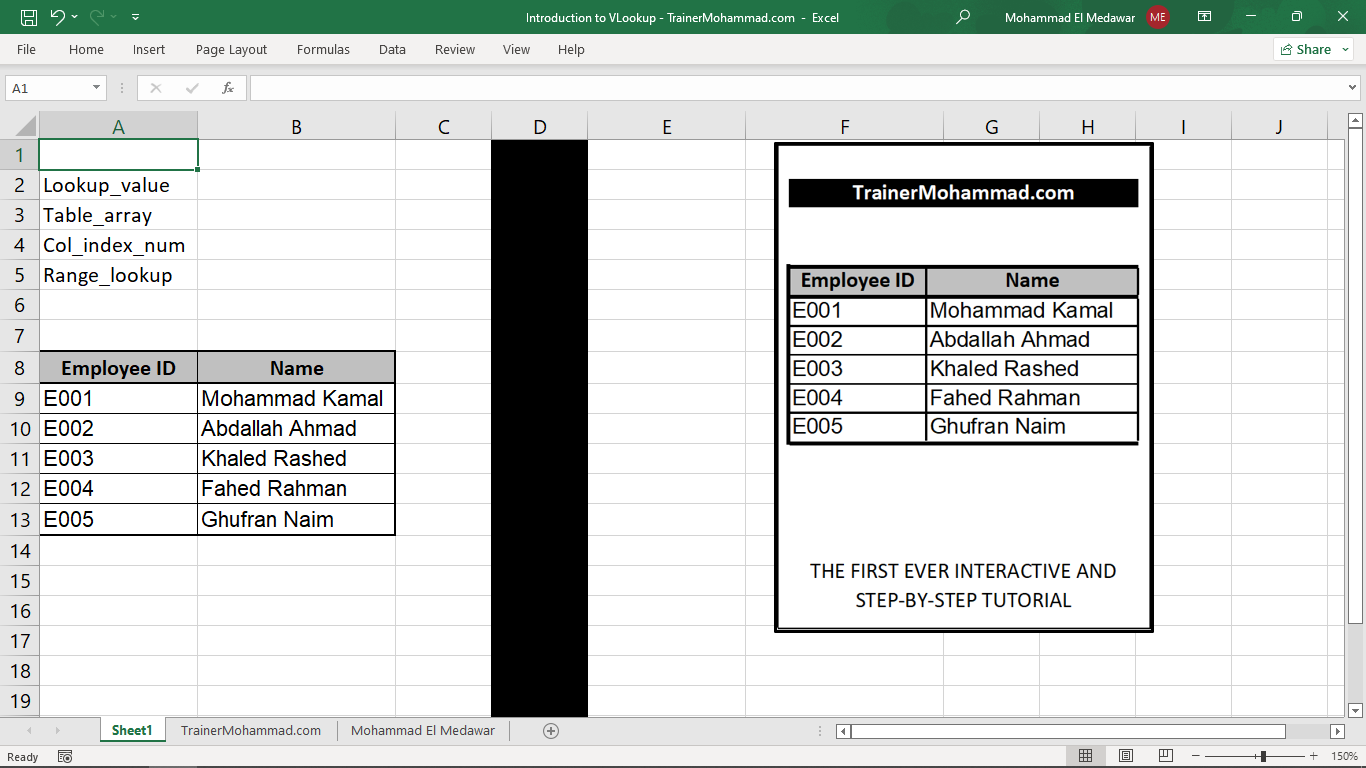 Introduction to VLookup - TrainerMohammad.com - Excel
Mohammad El Medawar ME
File Home Insert Page Layout Formulas Data Review View Help Share
A1 fx
A B C D E F G H I J
1
2 Lookup_value
3 Table_array
4 Col_index_num
5 Range_lookup
6
7
8 Employee ID Name
9 E001 Mohammad Kamal
10 E002 Abdallah Ahmad
11 E003 Khaled Rashed
12 E004 Fahed Rahman
13 E005 Ghufran Naim
14
15
16
17
18
19
TrainerMohammad.com
Employee ID Name
E001 Mohammad Kamal
E002 Abdallah Ahmad
E003 Khaled Rashed
E004 Fahed Rahman
E005 Ghufran Naim
THE FIRST EVER INTERACTIVE AND
STEP-BY-STEP TUTORIAL
Sheet1 TrainerMohammad.com Mohammad El Medawar
Ready 150%